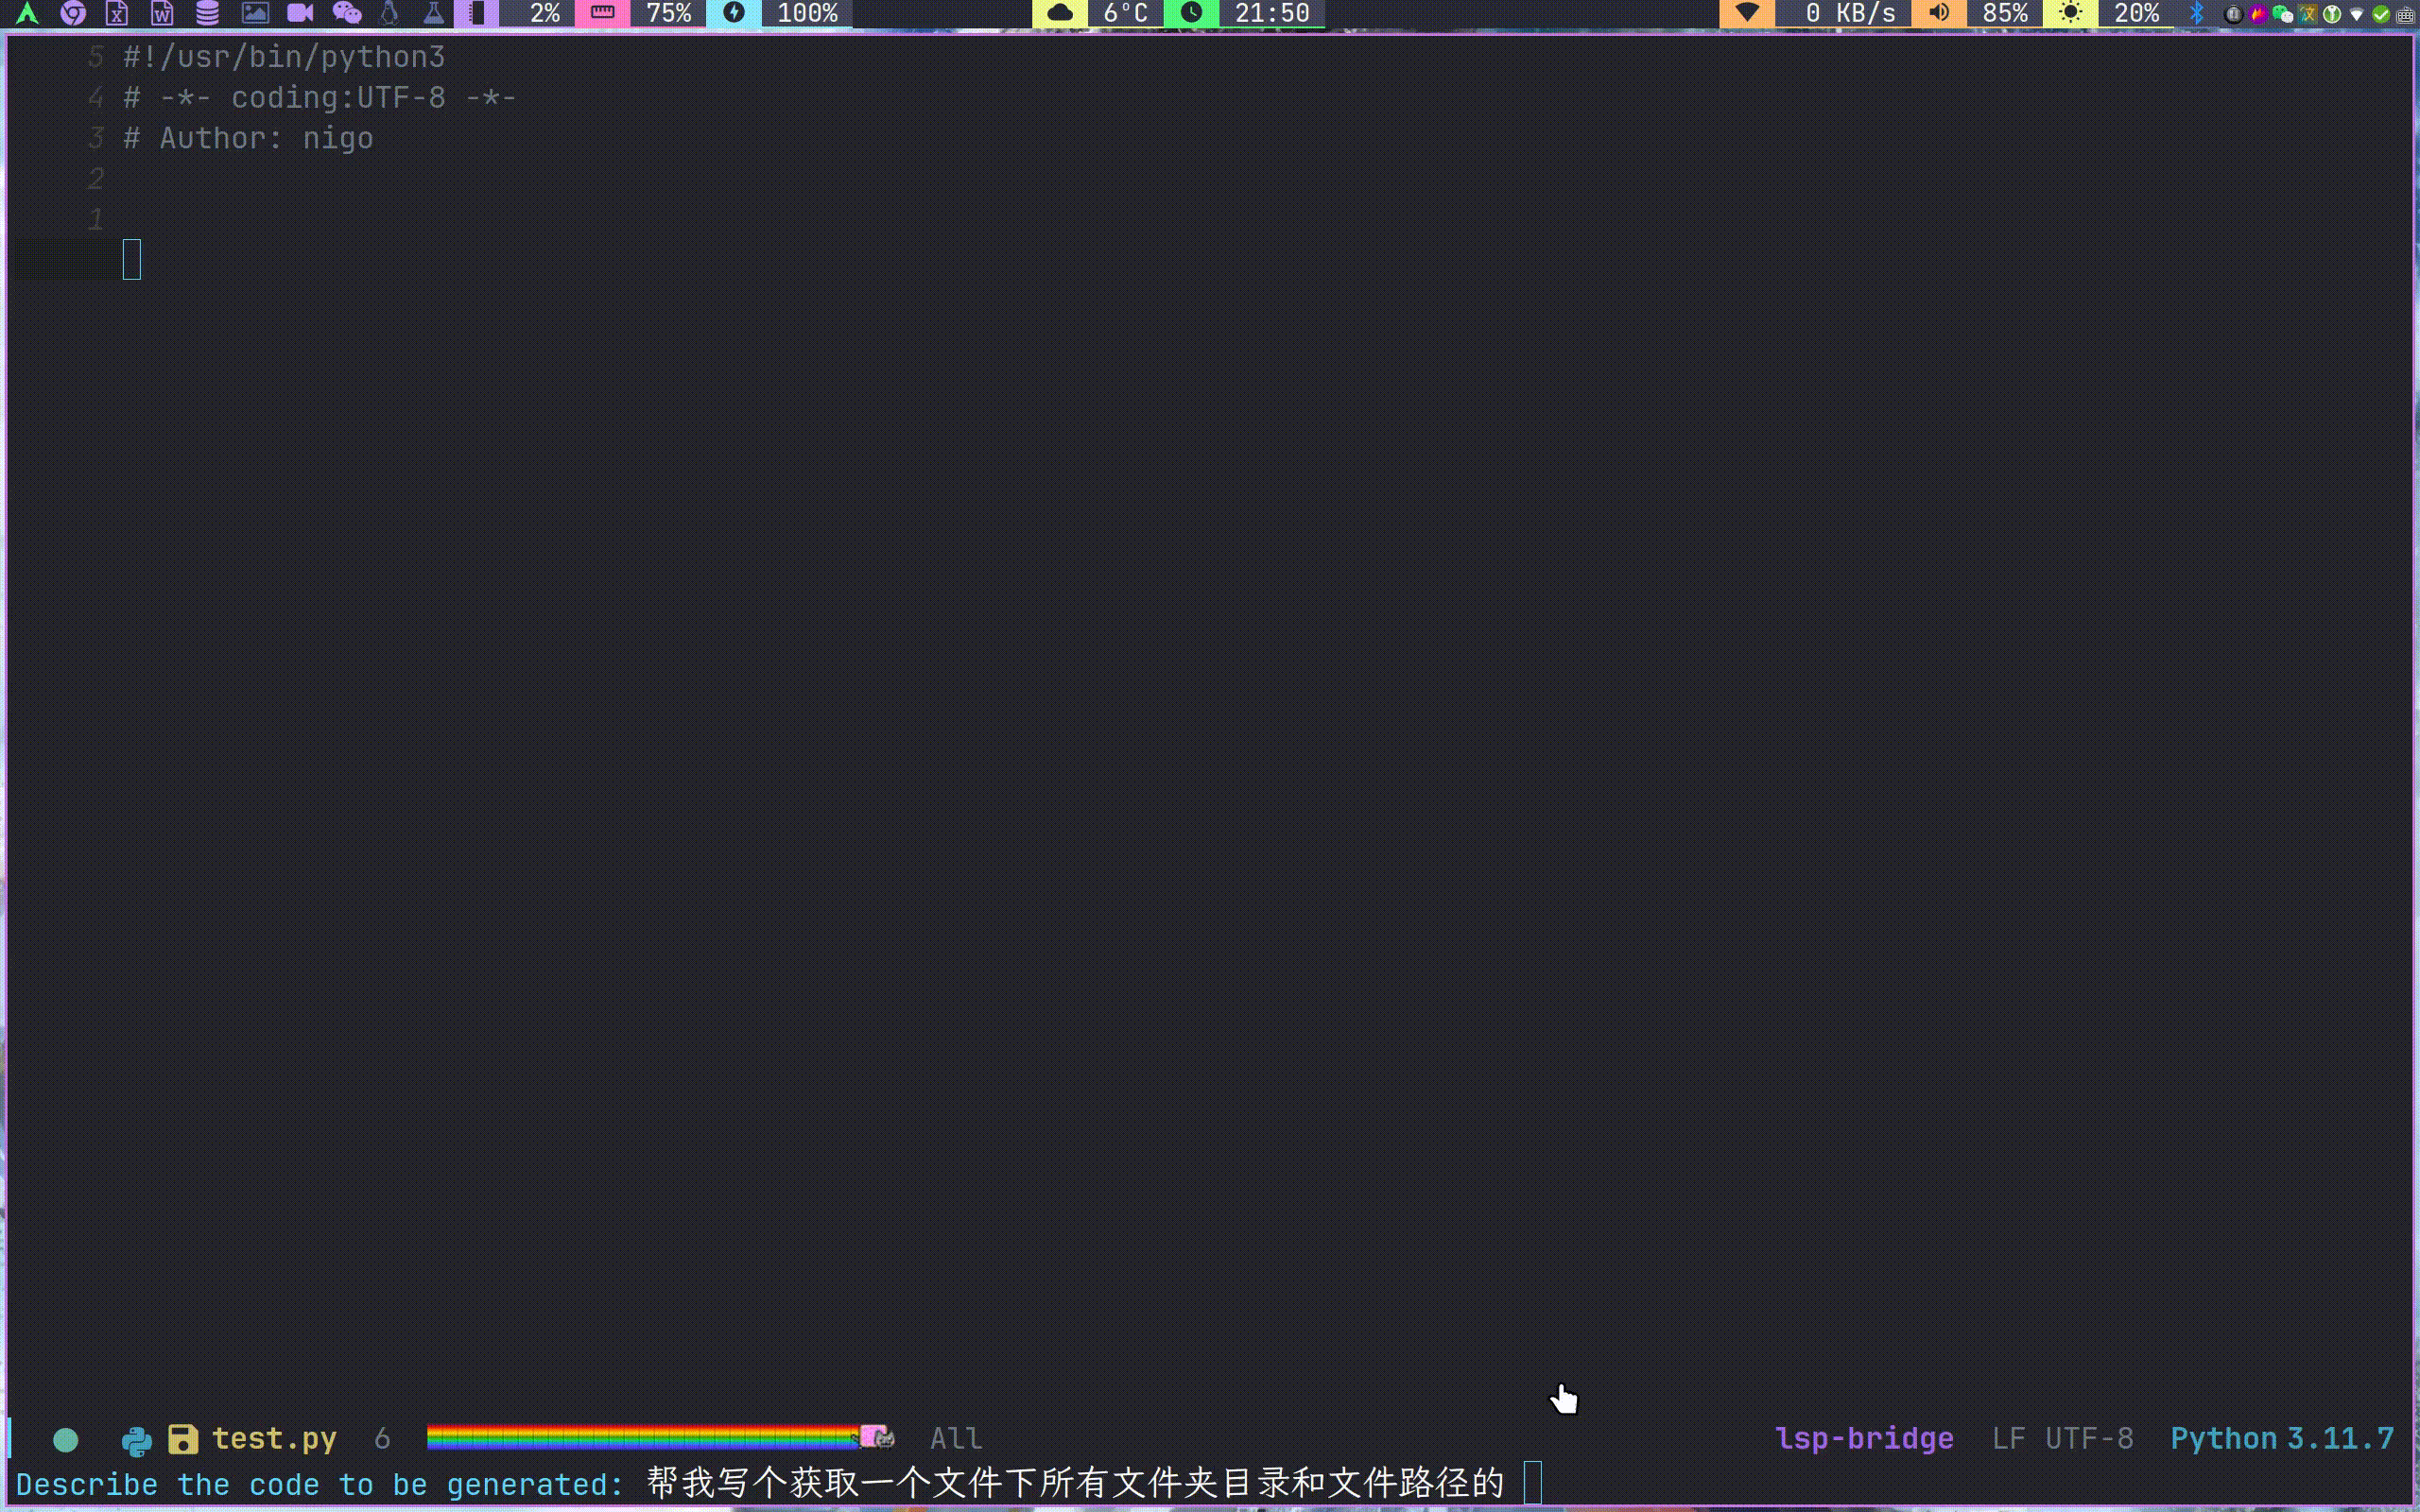 2% 75% 100% 6°C 21:50 0 KB/s 85% 20%
5 #!/usr/bin/python3
4 # -*- coding:UTF-8 -*-
3 # Author: nigo
2
1
test.py 6 All lsp-bridge LF UTF-8 Python 3.11.7
Describe the code to be generated: 帮我写个获取一个文件下所有文件夹目录和文件路径的